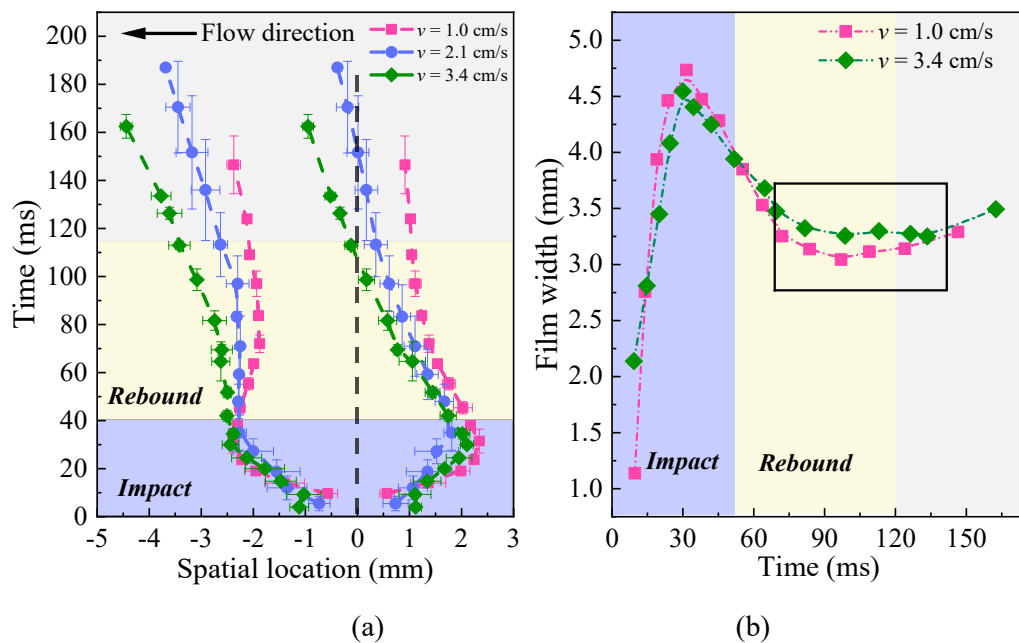 (a)
200
180
160
140
120
100
80
60
40
20
0
Time (ms)
Flow direction
v = 1.0 cm/s
v = 2.1 cm/s
v = 3.4 cm/s
Rebound
Impact
-5 -4 -3 -2 -1 0 1 2 3
Spatial location (mm)
(a)
(b)
5.0
4.5
4.0
3.5
3.0
2.5
2.0
1.5
1.0
Film width (mm)
v = 1.0 cm/s
v = 3.4 cm/s
Impact Rebound
0 30 60 90 120 150
Time (ms)
(b)